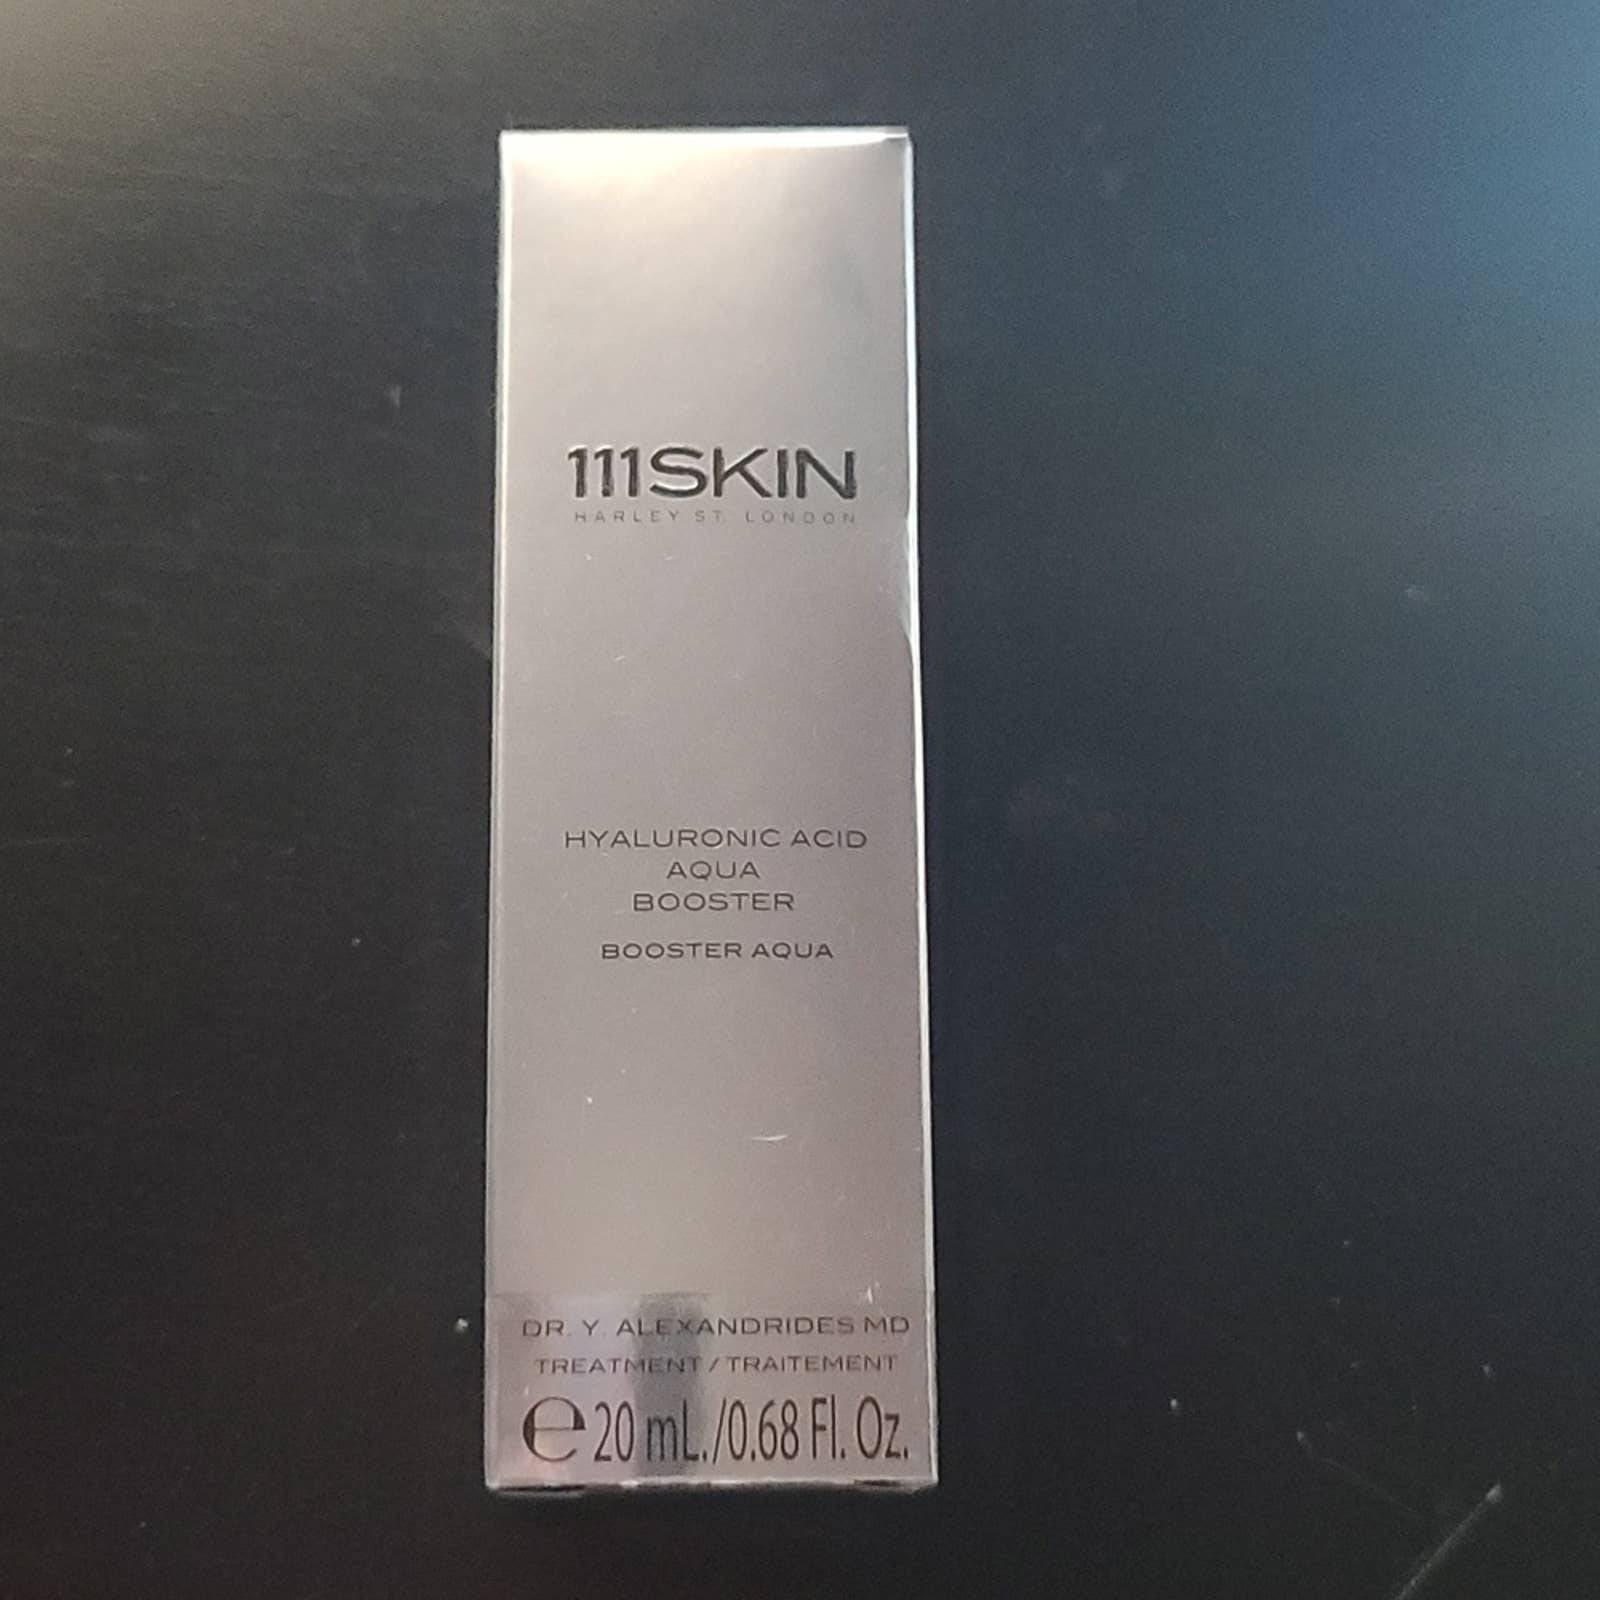 111SKIN
HARLEY ST. LONDON
HYALURONIC ACID
AQUA
BOOSTER
BOOSTER AQUA
DR. Y. ALEXANDRIDES MD
TREATMENT / TRAITEMENT
℮ 20 mL./0.68 Fl. Oz.